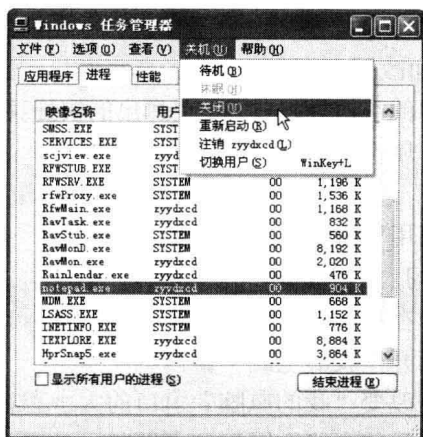 Windows 任务管理器
文件(F) 选项(O) 查看(V) 关机(U) 帮助(H)
应用程序 进程 性能
待机(B)
休眠(H)
关闭(U)
重新启动(R)
注销 zyydxcd(L)
切换用户(S) WinKey+L
映像名称 用户
SMSS.EXE SYST
SERVICES.EXE SYST
scjview.exe zyyd
RFWSTUB.EXE SYST
RFWSRV.EXE SYSTEM 00 1,196 K
rfwProxy.exe SYSTEM 00 1,536 K
RfwMain.exe zyydxcd 00 1,168 K
RavTask.exe zyydxcd 00 832 K
RavStub.exe SYSTEM 00 560 K
RavMonD.exe SYSTEM 00 8,192 K
RavMon.exe zyydxcd 00 2,020 K
Rainlendar.exe zyydxcd 00 476 K
notepad.exe zyydxcd 00 904 K
MDM.EXE SYSTEM 00 668 K
LSASS.EXE SYSTEM 00 1,152 K
INETINFO.EXE SYSTEM 00 776 K
IEXPLORE.EXE zyydxcd 00 8,884 K
HprSnap5.exe zyydxcd 00 3,864 K
显示所有用户的进程(S) 结束进程(E)